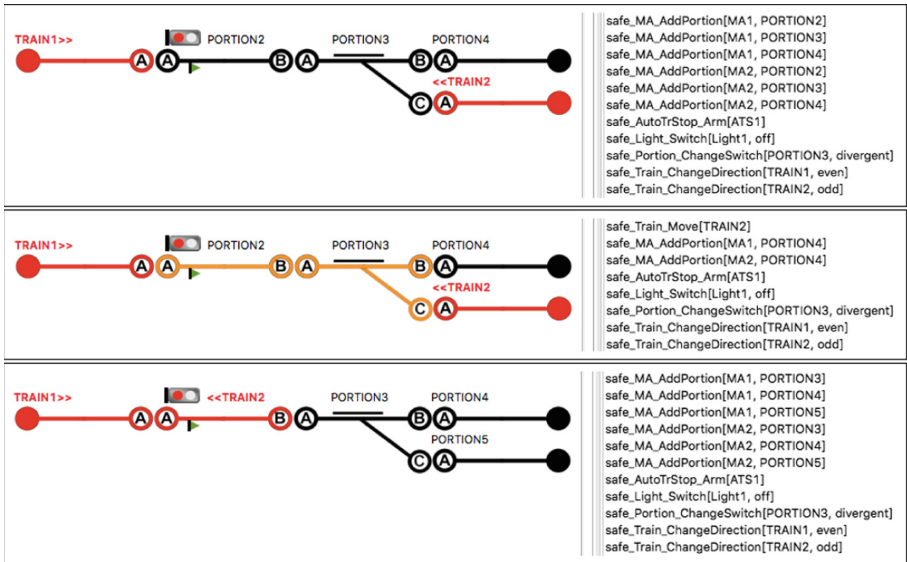 TRAIN1>> PORTION2 PORTION3 PORTION4
A A B A B A
<<TRAIN2
C A
safe_MA_AddPortion[MA1, PORTION2]
safe_MA_AddPortion[MA1, PORTION3]
safe_MA_AddPortion[MA1, PORTION4]
safe_MA_AddPortion[MA2, PORTION2]
safe_MA_AddPortion[MA2, PORTION3]
safe_MA_AddPortion[MA2, PORTION4]
safe_AutoTrStop_Arm[ATS1]
safe_Light_Switch[Light1, off]
safe_Portion_ChangeSwitch[PORTION3, divergent]
safe_Train_ChangeDirection[TRAIN1, even]
safe_Train_ChangeDirection[TRAIN2, odd]
TRAIN1>> PORTION2 PORTION3 PORTION4
A A B A B A
<<TRAIN2
C A
safe_Train_Move[TRAIN2]
safe_MA_AddPortion[MA1, PORTION4]
safe_MA_AddPortion[MA2, PORTION4]
safe_AutoTrStop_Arm[ATS1]
safe_Light_Switch[Light1, off]
safe_Portion_ChangeSwitch[PORTION3, divergent]
safe_Train_ChangeDirection[TRAIN1, even]
safe_Train_ChangeDirection[TRAIN2, odd]
TRAIN1>> <<TRAIN2 PORTION3 PORTION4
A A B A B A
PORTION5
C A
safe_MA_AddPortion[MA1, PORTION3]
safe_MA_AddPortion[MA1, PORTION4]
safe_MA_AddPortion[MA1, PORTION5]
safe_MA_AddPortion[MA2, PORTION3]
safe_MA_AddPortion[MA2, PORTION4]
safe_MA_AddPortion[MA2, PORTION5]
safe_AutoTrStop_Arm[ATS1]
safe_Light_Switch[Light1, off]
safe_Portion_ChangeSwitch[PORTION3, divergent]
safe_Train_ChangeDirection[TRAIN1, even]
safe_Train_ChangeDirection[TRAIN2, odd]